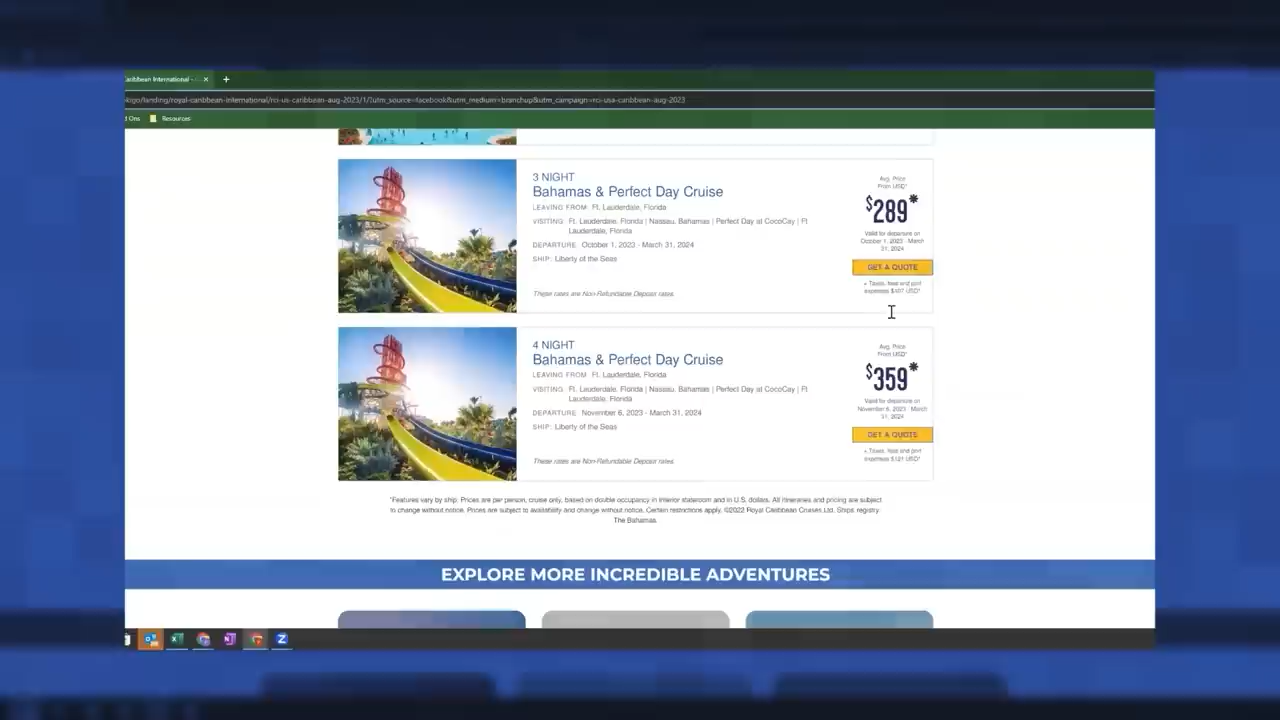 Caribbean International -
/landing/royal-caribbean-international/rci-us-caribbean-aug-2023/1/?utm_source=facebook&utm_medium=branchup&utm_campaign=rci-usa-caribbean-aug-2023
d Ons Resources
3 NIGHT
Bahamas & Perfect Day Cruise
LEAVING FROM Ft. Lauderdale, Florida
VISITING Ft. Lauderdale, Florida | Nassau, Bahamas | Perfect Day at CocoCay | Ft
Lauderdale, Florida
DEPARTURE October 1, 2023 - March 31, 2024
SHIP: Liberty of the Seas
These rates are Non-Refundable Deposit rates.
Avg. Price
From USD*
$289*
Valid for departure on
October 1, 2023 - March
31, 2024
GET A QUOTE
+ Taxes, fees and port
expenses USD*
4 NIGHT
Bahamas & Perfect Day Cruise
LEAVING FROM Ft. Lauderdale, Florida
VISITING Ft. Lauderdale, Florida | Nassau, Bahamas | Perfect Day at CocoCay | Ft
Lauderdale, Florida
DEPARTURE November 6, 2023 - March 31, 2024
SHIP: Liberty of the Seas
These rates are Non-Refundable Deposit rates.
Avg. Price
From USD*
$359*
Valid for departure on
November 6, 2023 - March
31, 2024
GET A QUOTE
+ Taxes, fees and port
expenses USD*
*Features vary by ship. Prices are per person, cruise only, based on double occupancy in interior stateroom and in U.S. dollars. All itineraries and pricing are subject
to change without notice. Prices are subject to availability and change without notice. Certain restrictions apply. ©2022 Royal Caribbean Cruises Ltd. Ships registry:
The Bahamas.
EXPLORE MORE INCREDIBLE ADVENTURES